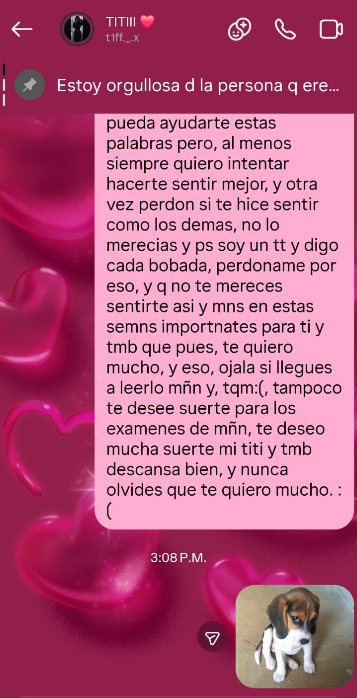 TITIII ❤️
t1ff._.x
Estoy orgullosa d la persona q ere...
pueda ayudarte estas
palabras pero, al menos
siempre quiero intentar
hacerte sentir mejor, y otra
vez perdon si te hice sentir
como los demas, no lo
merecias y ps soy un tt y digo
cada bobada, perdoname por
eso, y q no te mereces
sentirte asi y mns en estas
semns importnates para ti y
tmb que pues, te quiero
mucho, y eso, ojala si llegues
a leerlo mñn y, tqm:(, tampoco
te desee suerte para los
examenes de mñn, te deseo
mucha suerte mi titi y tmb
descansa bien, y nunca
olvides que te quiero mucho. :
(
3:08 P.M.